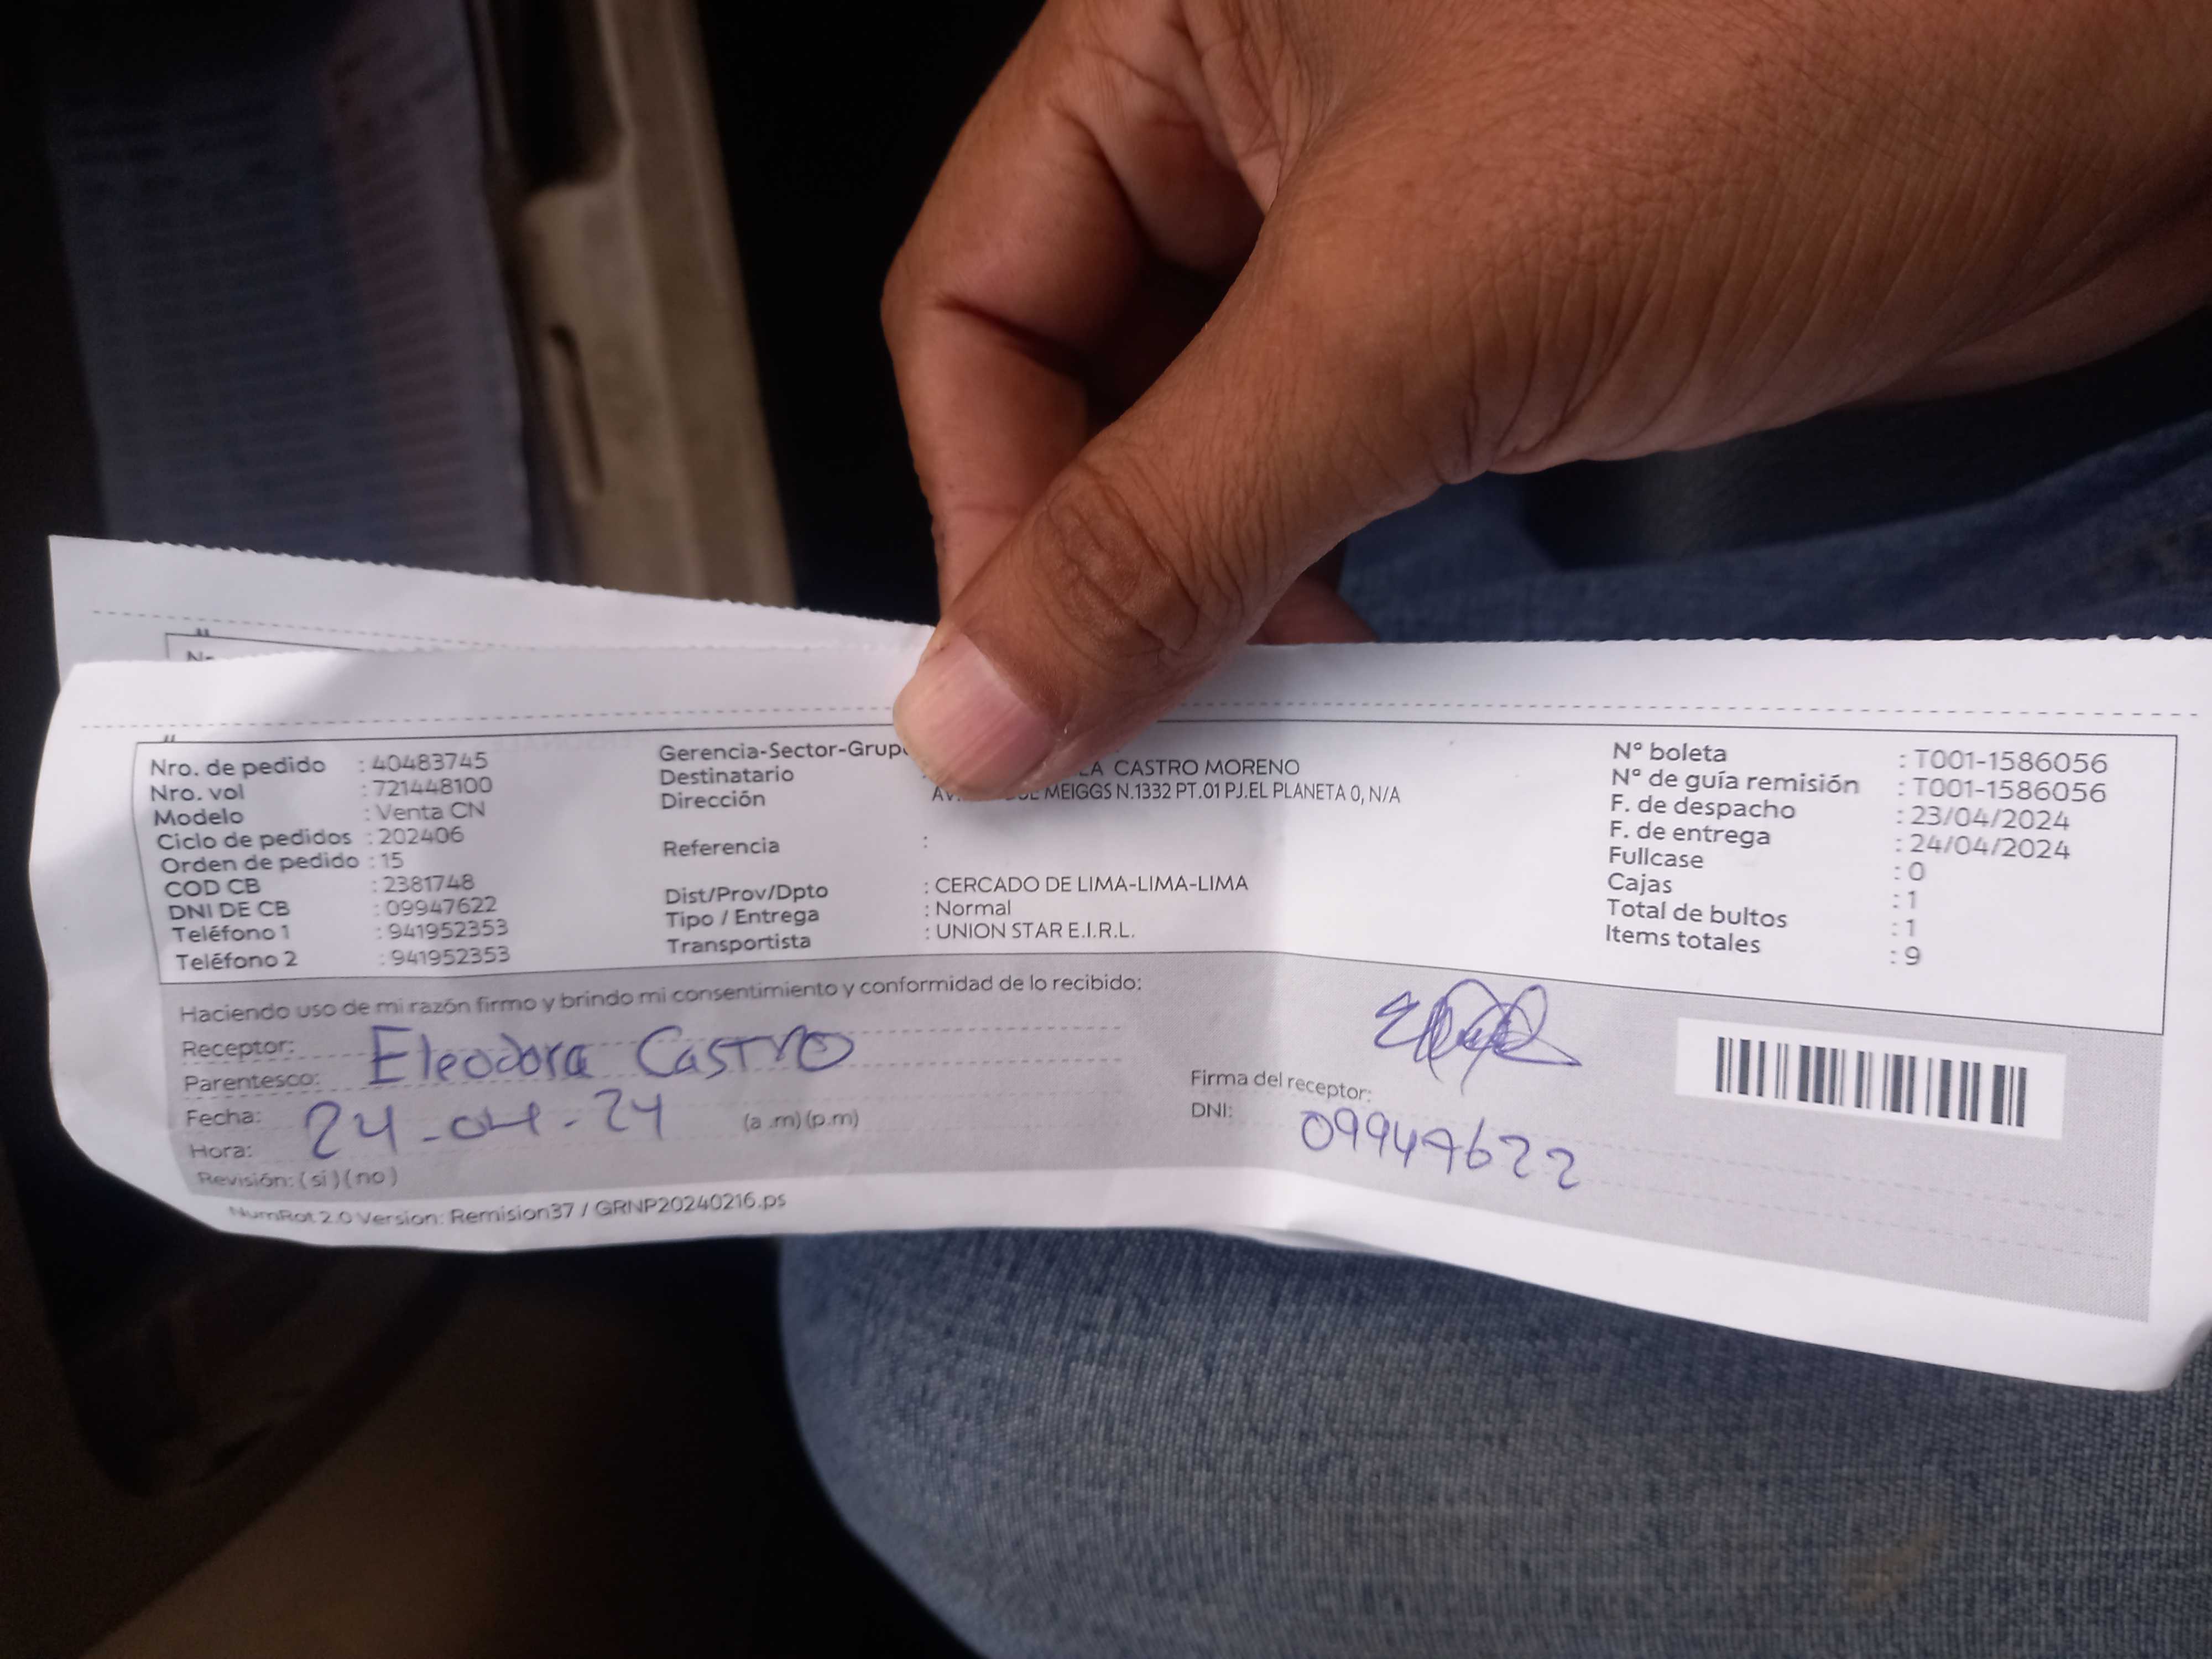 Nro. de pedido : 40483745
Nro. vol : 721448100
Modelo : Venta CN
Ciclo de pedidos : 202406
Orden de pedido : 15
COD CB : 2381748
DNI DE CB : 09947622
Teléfono 1 : 941952353
Teléfono 2 : 941952353
Gerencia-Sector-Grup
Destinatario CASTRO MORENO
Dirección MEIGGS N.1332 PT.01 PJ.EL PLANETA 0, N/A
Referencia :
Dist/Prov/Dpto : CERCADO DE LIMA-LIMA-LIMA
Tipo / Entrega : Normal
Transportista : UNION STAR E.I.R.L.
N° boleta : T001-1586056
N° de guía remisión : T001-1586056
F. de despacho : 23/04/2024
F. de entrega : 24/04/2024
Fullcase : 0
Cajas : 1
Total de bultos : 1
Items totales : 9
Haciendo uso de mi razón firmo y brindo mi consentimiento y conformidad de lo recibido:
Receptor: Eleodora Castro
Parentesco:
Fecha: 24-04-24
Hora: (a .m) (p.m)
Revisión: ( si ) ( no )
Firma del receptor:
DNI: 09947622
NumRot 2.0 Version: Remision37 / GRNP20240216.ps